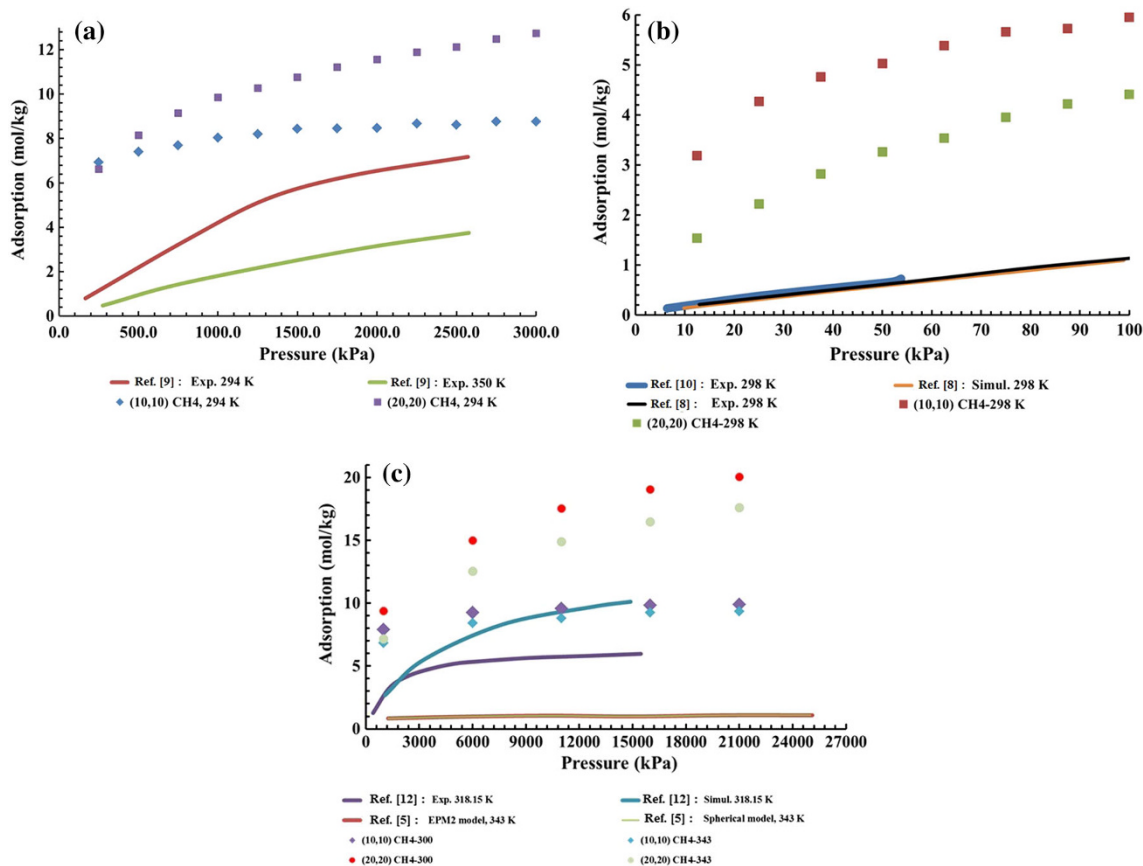 (a)
Adsorption (mol/kg)
12
10
8
6
4
2
0
0.0 500.0 1000.0 1500.0 2000.0 2500.0 3000.0
Pressure (kPa)
Ref. [9] : Exp. 294 K
Ref. [9] : Exp. 350 K
(10,10) CH4, 294 K
(20,20) CH4, 294 K
(b)
Adsorption (mol/kg)
6
5
4
3
2
1
0
0 10 20 30 40 50 60 70 80 90 100
Pressure (kPa)
Ref. [10] : Exp. 298 K
Ref. [8] : Simul. 298 K
Ref. [8] : Exp. 298 K
(10,10) CH4-298 K
(20,20) CH4-298 K
(c)
Adsorption (mol/kg)
20
15
10
5
0
0 3000 6000 9000 12000 15000 18000 21000 24000 27000
Pressure (kPa)
Ref. [12] : Exp. 318.15 K
Ref. [12] : Simul. 318.15 K
Ref. [5] : EPM2 model, 343 K
Ref. [5] : Spherical model, 343 K
(10,10) CH4-300
(10,10) CH4-343
(20,20) CH4-300
(20,20) CH4-343